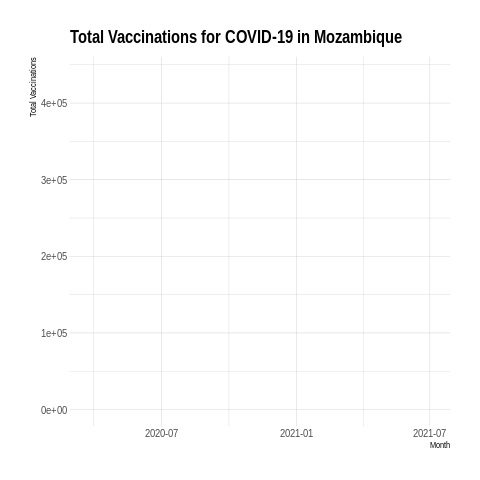 Total Vaccinations for COVID-19 in Mozambique
Total Vaccinations
4e+05
3e+05
2e+05
1e+05
0e+00
2020-07 2021-01 2021-07
Month